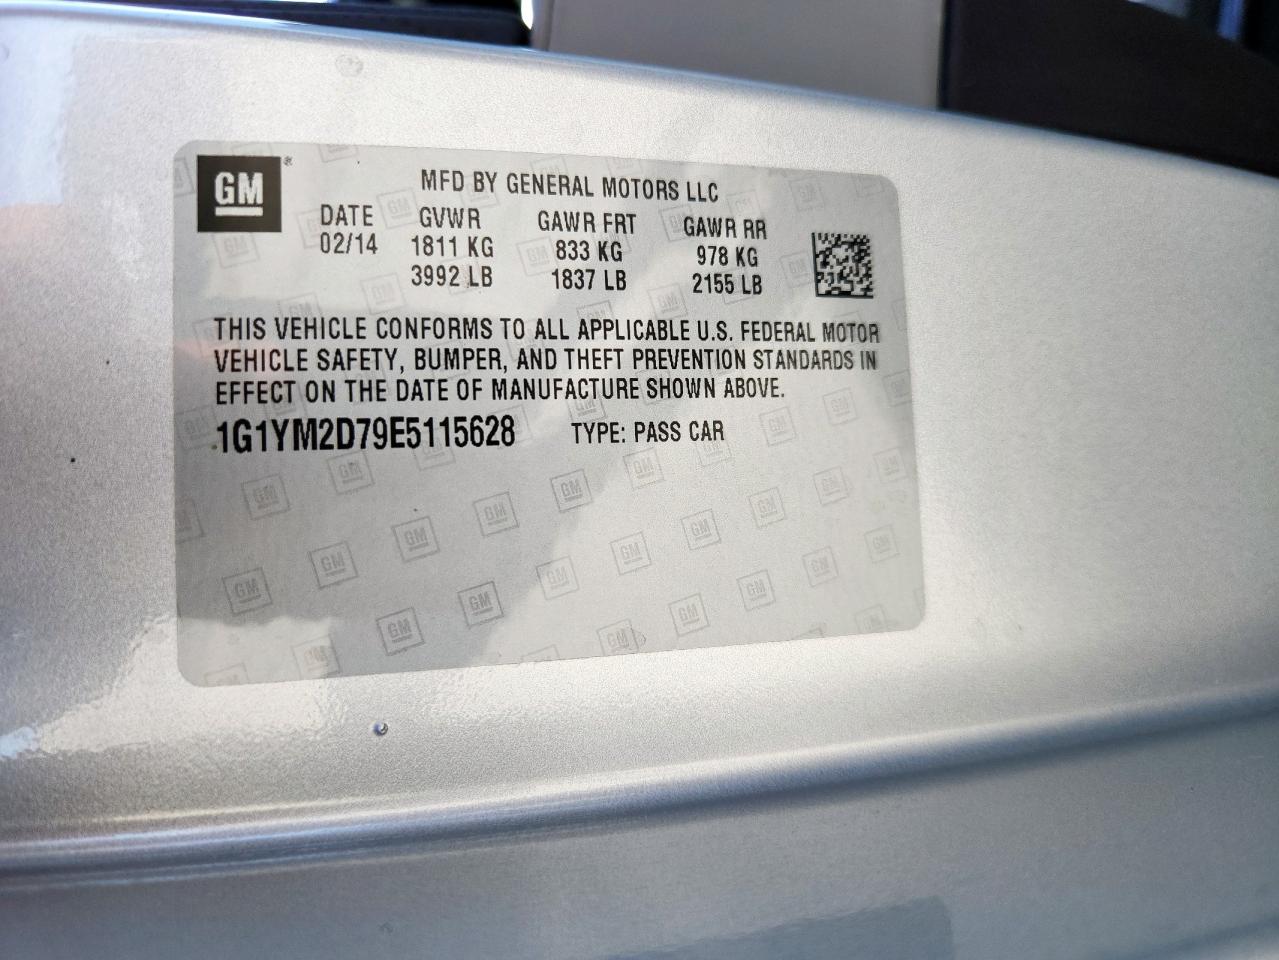 GM® MFD BY GENERAL MOTORS LLC
DATE GVWR GAWR FRT GAWR RR
02/14 1811 KG 833 KG 978 KG
3992 LB 1837 LB 2155 LB
THIS VEHICLE CONFORMS TO ALL APPLICABLE U.S. FEDERAL MOTOR
VEHICLE SAFETY, BUMPER, AND THEFT PREVENTION STANDARDS IN
EFFECT ON THE DATE OF MANUFACTURE SHOWN ABOVE.
1G1YM2D79E5115628 TYPE: PASS CAR